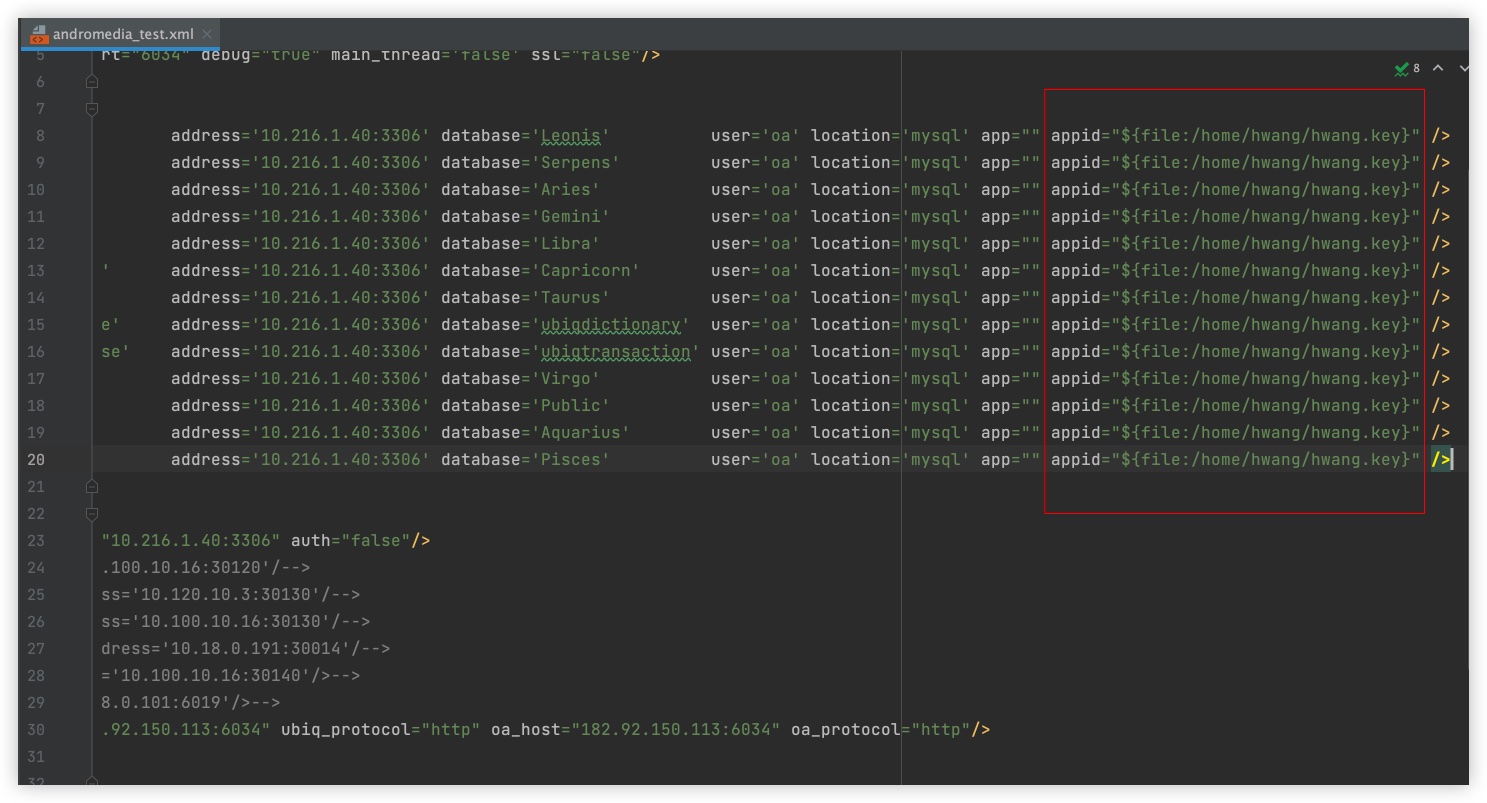 andromedia_test.xml
5 rt="6034" debug="true" main_thread='false' ssl="false"/>
8
6
7
8 address='10.216.1.40:3306' database='Leonis' user='oa' location='mysql' app="" appid="${file:/home/hwang/hwang.key}" />
9 address='10.216.1.40:3306' database='Serpens' user='oa' location='mysql' app="" appid="${file:/home/hwang/hwang.key}" />
10 address='10.216.1.40:3306' database='Aries' user='oa' location='mysql' app="" appid="${file:/home/hwang/hwang.key}" />
11 address='10.216.1.40:3306' database='Gemini' user='oa' location='mysql' app="" appid="${file:/home/hwang/hwang.key}" />
12 address='10.216.1.40:3306' database='Libra' user='oa' location='mysql' app="" appid="${file:/home/hwang/hwang.key}" />
13 ' address='10.216.1.40:3306' database='Capricorn' user='oa' location='mysql' app="" appid="${file:/home/hwang/hwang.key}" />
14 address='10.216.1.40:3306' database='Taurus' user='oa' location='mysql' app="" appid="${file:/home/hwang/hwang.key}" />
15 e' address='10.216.1.40:3306' database='ubiqdictionary' user='oa' location='mysql' app="" appid="${file:/home/hwang/hwang.key}" />
16 se' address='10.216.1.40:3306' database='ubiqtransaction' user='oa' location='mysql' app="" appid="${file:/home/hwang/hwang.key}" />
17 address='10.216.1.40:3306' database='Virgo' user='oa' location='mysql' app="" appid="${file:/home/hwang/hwang.key}" />
18 address='10.216.1.40:3306' database='Public' user='oa' location='mysql' app="" appid="${file:/home/hwang/hwang.key}" />
19 address='10.216.1.40:3306' database='Aquarius' user='oa' location='mysql' app="" appid="${file:/home/hwang/hwang.key}" />
20 address='10.216.1.40:3306' database='Pisces' user='oa' location='mysql' app="" appid="${file:/home/hwang/hwang.key}" />
21
22
23 "10.216.1.40:3306" auth="false"/>
24 .100.10.16:30120'/-->
25 ss='10.120.10.3:30130'/-->
26 ss='10.100.10.16:30130'/-->
27 dress='10.18.0.191:30014'/-->
28 ='10.100.10.16:30140'/>-->
29 8.0.101:6019'/>-->
30 .92.150.113:6034" ubiq_protocol="http" oa_host="182.92.150.113:6034" oa_protocol="http"/>
31
32